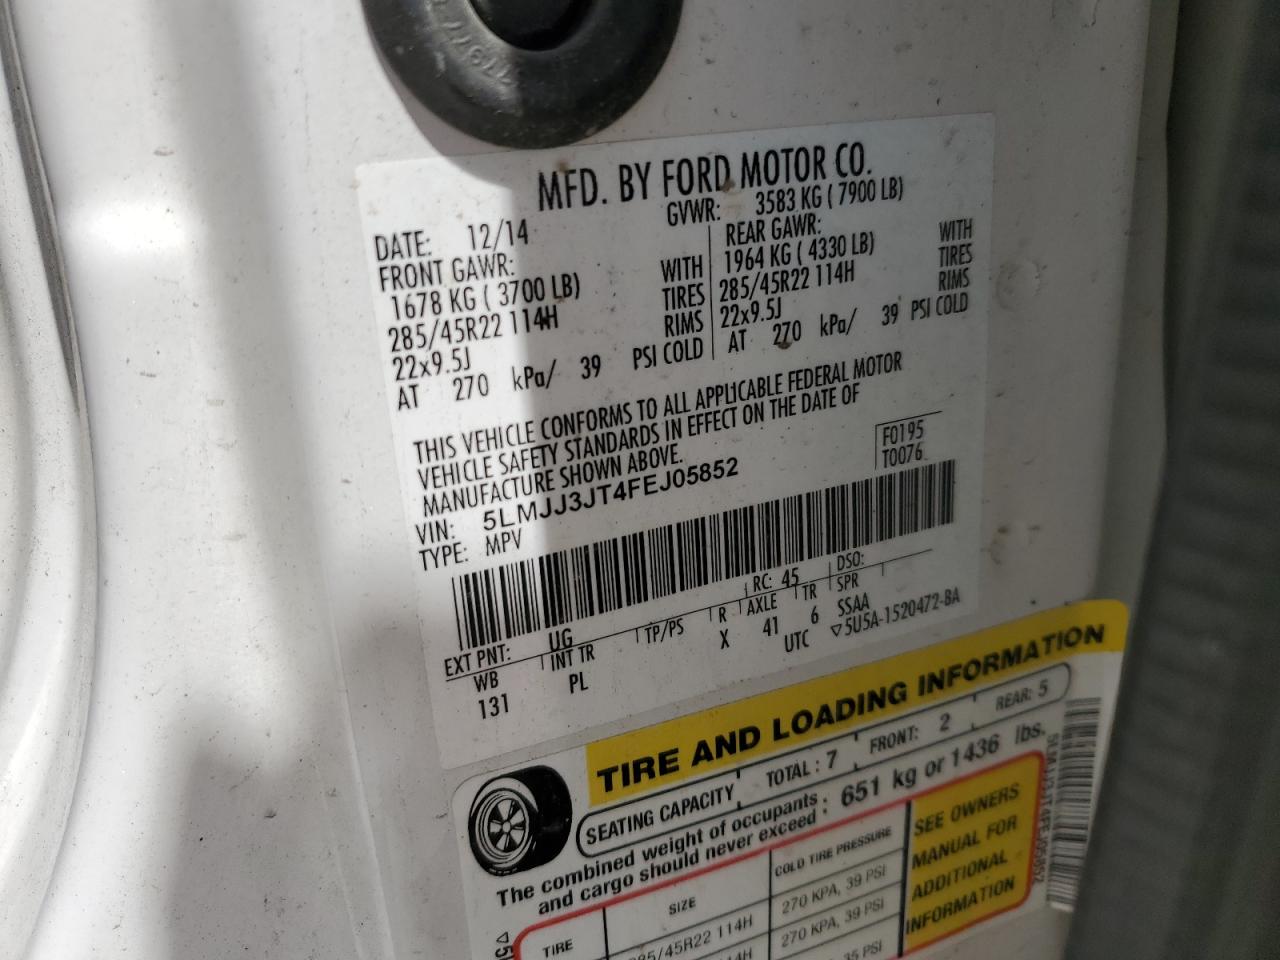 MFD. BY FORD MOTOR CO.
DATE: 12/14 GVWR: 3583 KG ( 7900 LB)
FRONT GAWR:
1678 KG ( 3700 LB) WITH
285/45R22 114H TIRES
22x9.5J RIMS
AT 270 kPa/ 39 PSI COLD
REAR GAWR: WITH
1964 KG ( 4330 LB) TIRES
285/45R22 114H RIMS
22x9.5J
AT 270 kPa/ 39 PSI COLD
THIS VEHICLE CONFORMS TO ALL APPLICABLE FEDERAL MOTOR
VEHICLE SAFETY STANDARDS IN EFFECT ON THE DATE OF
MANUFACTURE SHOWN ABOVE.
F0195
T0076
VIN: 5LMJJ3JT4FEJ05852
TYPE: MPV
EXT PNT: UG RC: 45 DSO:
WB INT TR TP/PS R AXLE TR SPR
131 PL X 41 6 SSAA
UTC ▽5U5A-1520472-BA
TIRE AND LOADING INFORMATION
SEATING CAPACITY TOTAL : 7 FRONT: 2 REAR: 5
The combined weight of occupants
and cargo should never exceed : 651 kg or 1436 lbs.
TIRE SIZE COLD TIRE PRESSURE
285/45R22 114H 270 KPA, 39 PSI
114H 270 KPA, 39 PSI
35 PSI
SEE OWNERS
MANUAL FOR
ADDITIONAL
INFORMATION
5LMJJ3JT4FEJ05852